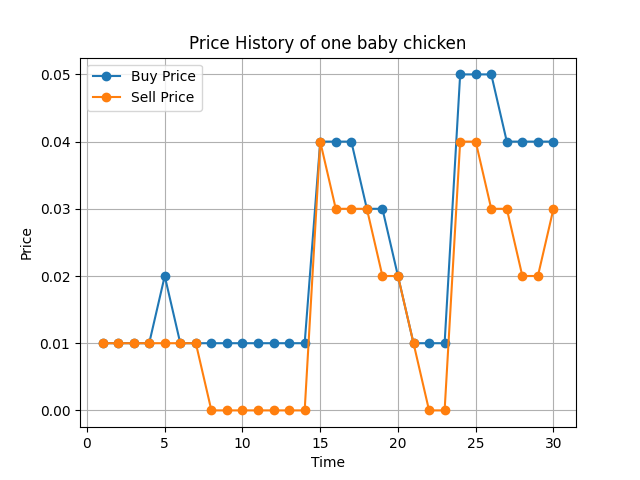 Price History of one baby chicken
Buy Price
Sell Price
0.05
0.04
0.03
0.02
0.01
0.00
Price
0 5 10 15 20 25 30
Time